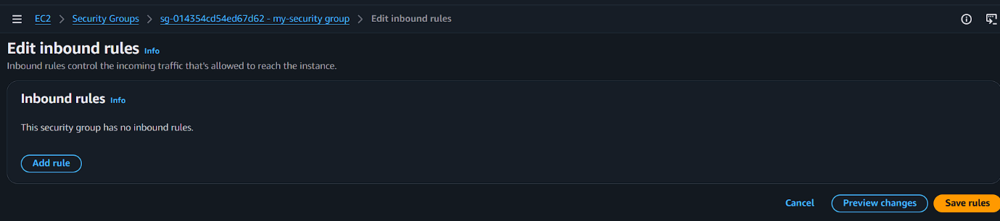 EC2 > Security Groups > sg-014354cd54ed67d62 - my-security group > Edit inbound rules
Edit inbound rules Info
Inbound rules control the incoming traffic that's allowed to reach the instance.
Inbound rules Info
This security group has no inbound rules.
Add rule
Cancel Preview changes Save rules